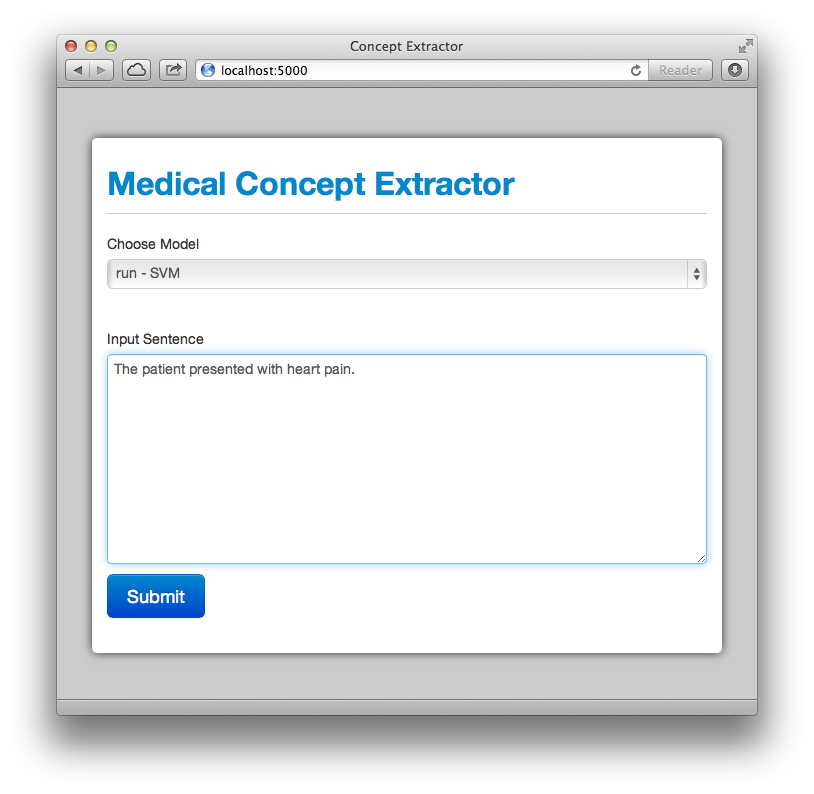 Concept Extractor
localhost:5000
Reader
Medical Concept Extractor
Choose Model
run - SVM
Input Sentence
The patient presented with heart pain.
Submit